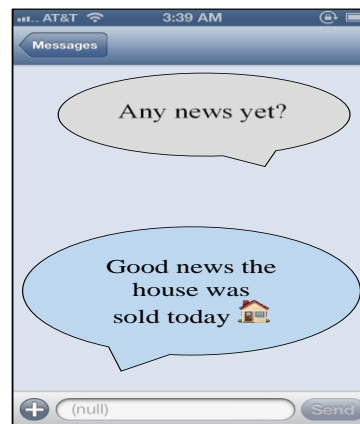 AT&T 3:39 AM
Messages
Any news yet?
Good news the
house was
sold today
(null)
Send